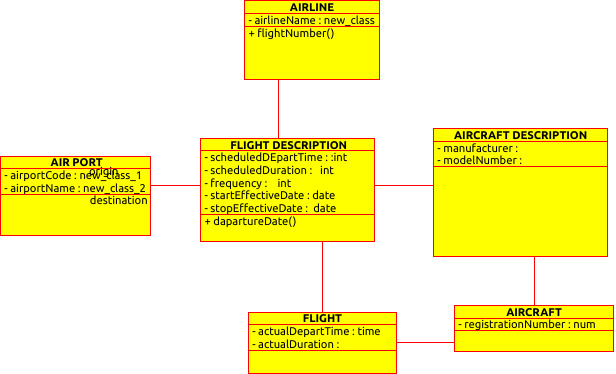 AIRLINE
- airlineName : new_class
+ flightNumber()
FLIGHT DESCRIPTION
- scheduledDEpartTime : :int
- scheduledDuration : int
- frequency : int
- startEffectiveDate : date
- stopEffectiveDate : date
+ dapartureDate()
AIRCRAFT DESCRIPTION
- manufacturer :
- modelNumber :
AIR PORT
origin
- airportCode : new_class_1
- airportName : new_class_2
destination
FLIGHT
- actualDepartTime : time
- actualDuration :
AIRCRAFT
- registrationNumber : num